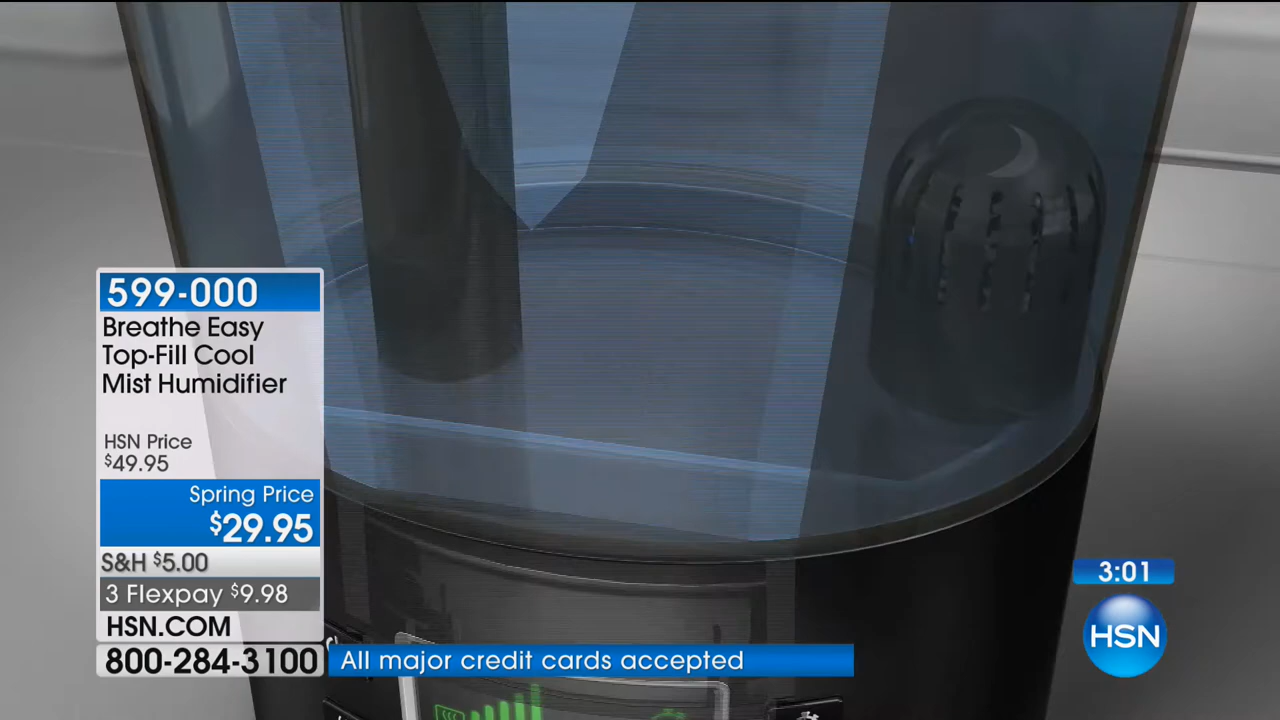 599-000
Breathe Easy
Top-Fill Cool
Mist Humidifier
HSN Price
$49.95
Spring Price
$29.95
S&H $5.00
3 Flexpay $9.98
HSN.COM
800-284-3100
All major credit cards accepted
3:01
HSN